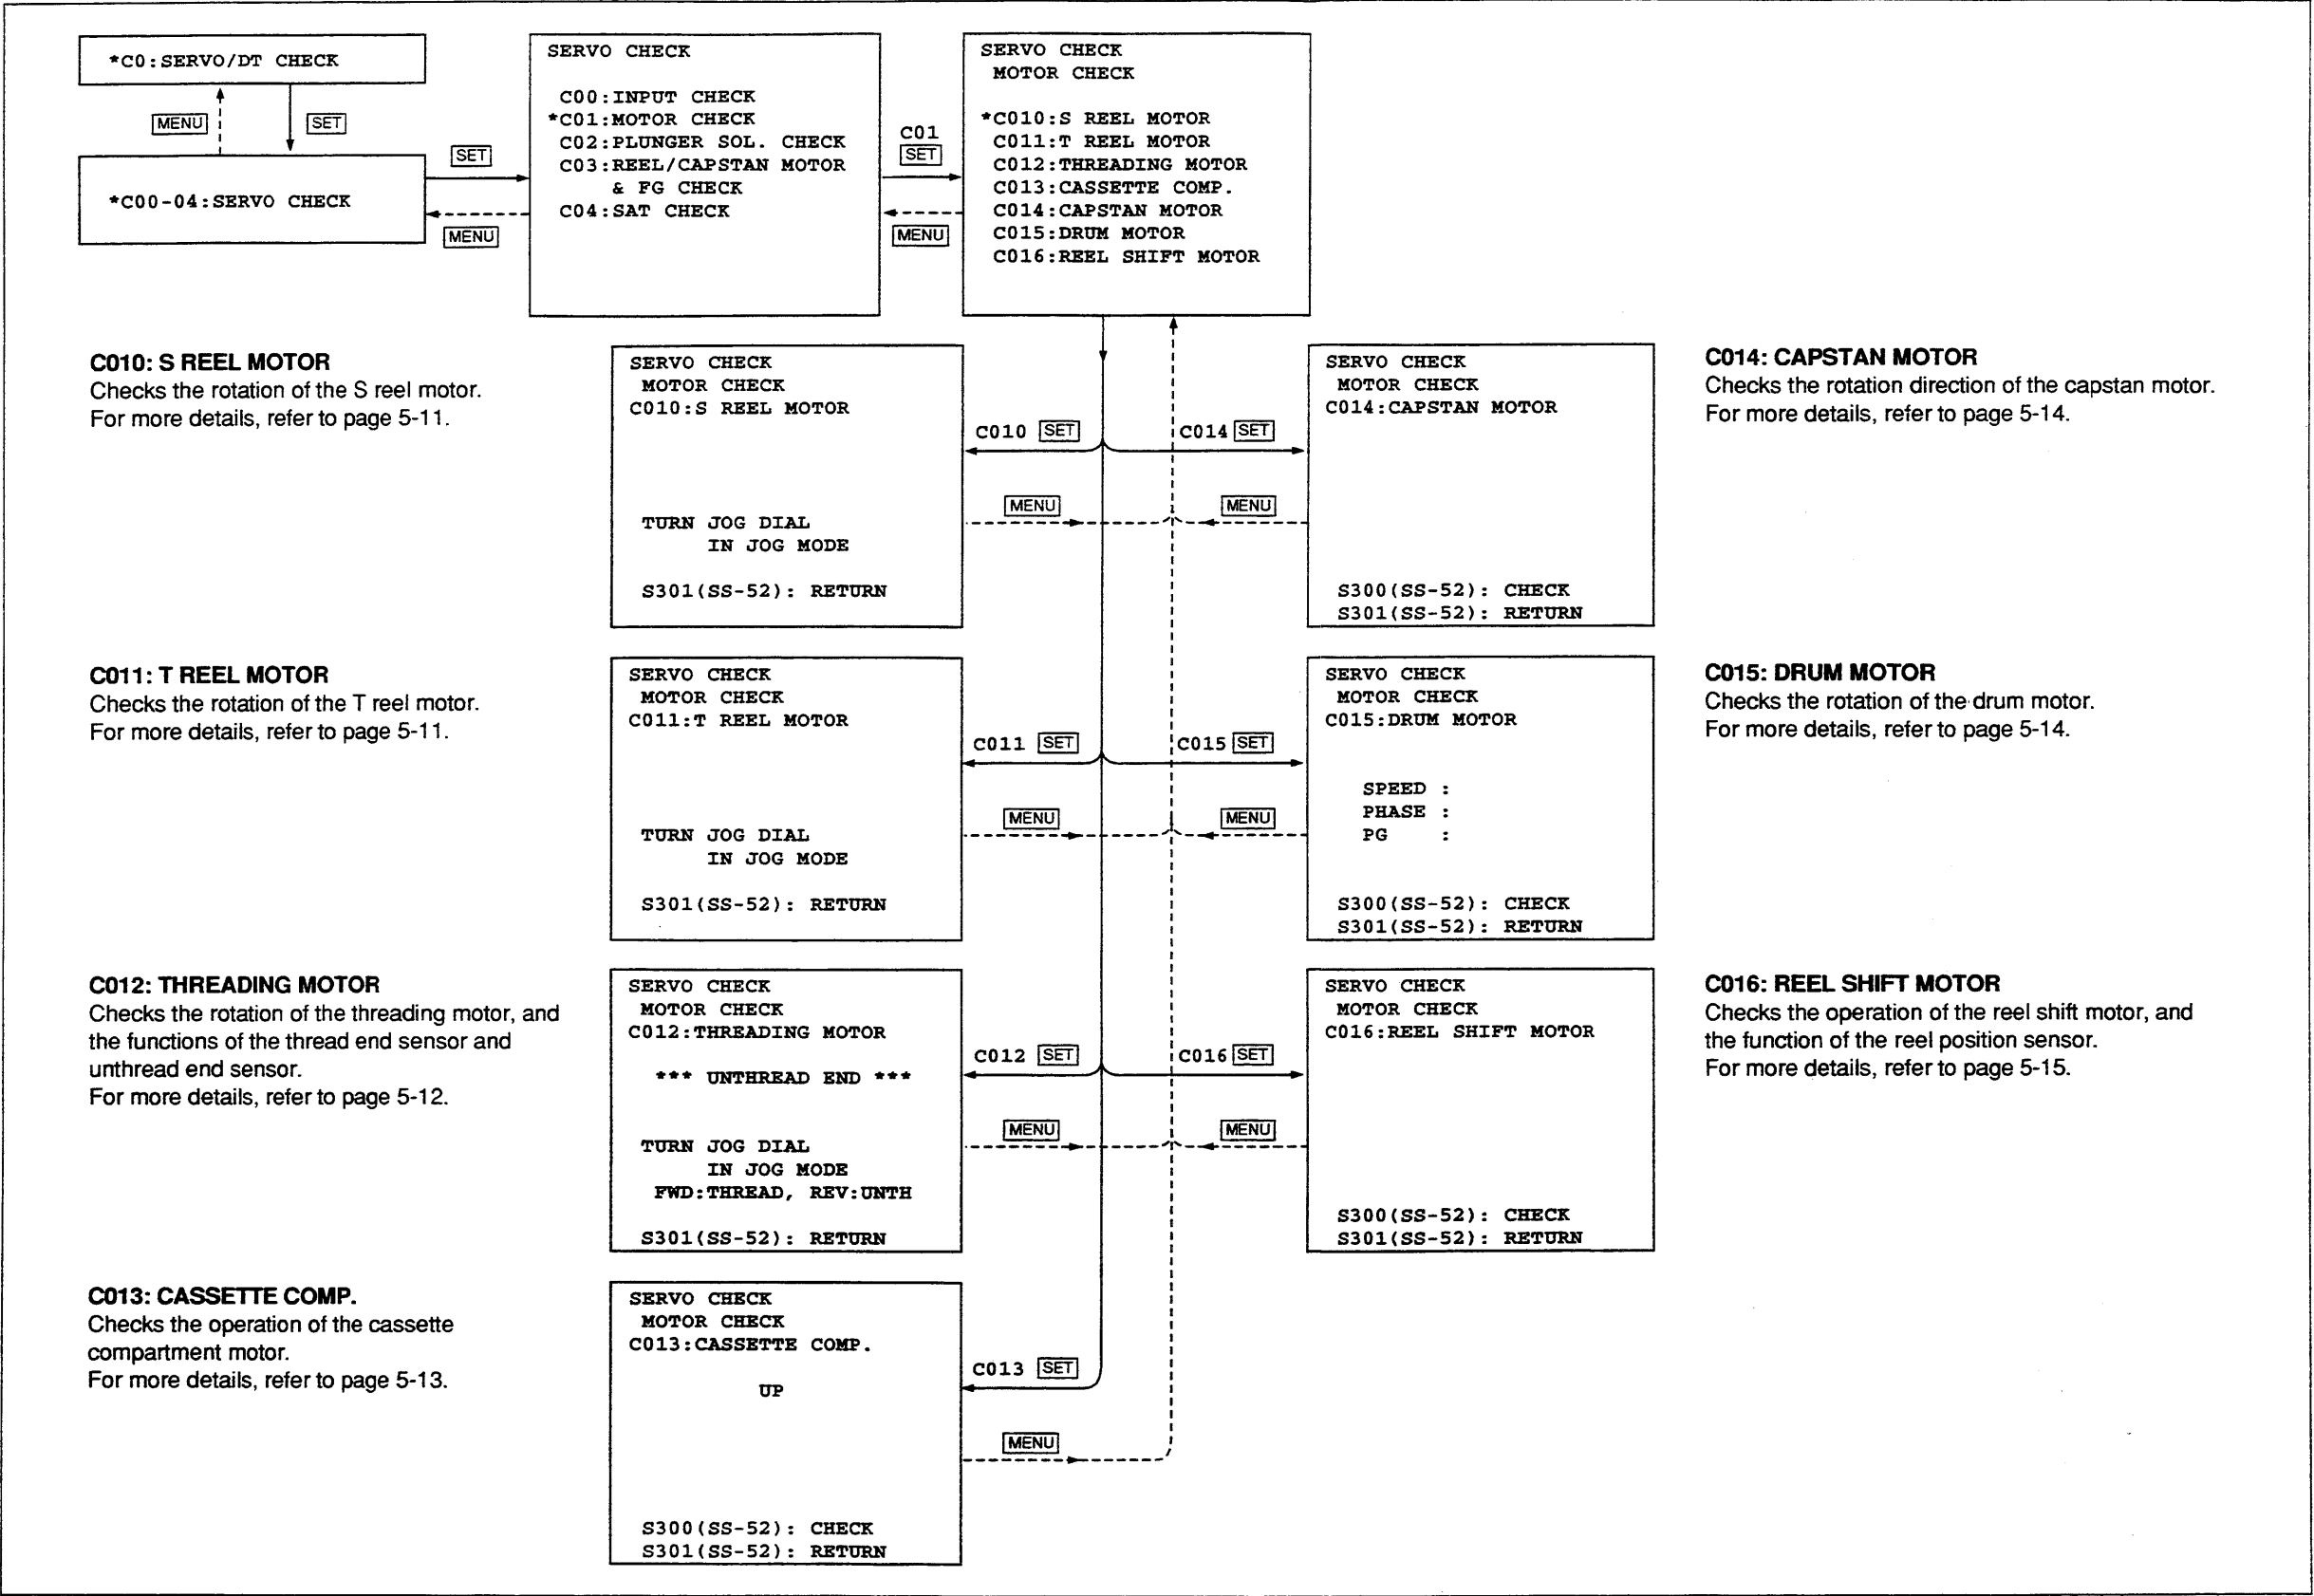 *C0:SERVO/DT CHECK
MENU
SET
*C00-04:SERVO CHECK
SET
MENU
SERVO CHECK
C00:INPUT CHECK
*C01:MOTOR CHECK
C02:PLUNGER SOL. CHECK
C03:REEL/CAPSTAN MOTOR
& FG CHECK
C04:SAT CHECK
C01
SET
MENU
SERVO CHECK
MOTOR CHECK
*C010:S REEL MOTOR
C011:T REEL MOTOR
C012:THREADING MOTOR
C013:CASSETTE COMP.
C014:CAPSTAN MOTOR
C015:DRUM MOTOR
C016:REEL SHIFT MOTOR
C010: S REEL MOTOR
Checks the rotation of the S reel motor.
For more details, refer to page 5-11.
SERVO CHECK
MOTOR CHECK
C010:S REEL MOTOR
TURN JOG DIAL
IN JOG MODE
S301(SS-52): RETURN
C010 SET
MENU
C014 SET
MENU
SERVO CHECK
MOTOR CHECK
C014:CAPSTAN MOTOR
S300(SS-52): CHECK
S301(SS-52): RETURN
C014: CAPSTAN MOTOR
Checks the rotation direction of the capstan motor.
For more details, refer to page 5-14.
C011: T REEL MOTOR
Checks the rotation of the T reel motor.
For more details, refer to page 5-11.
SERVO CHECK
MOTOR CHECK
C011:T REEL MOTOR
TURN JOG DIAL
IN JOG MODE
S301(SS-52): RETURN
C011 SET
MENU
C015 SET
MENU
SERVO CHECK
MOTOR CHECK
C015:DRUM MOTOR
SPEED :
PHASE :
PG :
S300(SS-52): CHECK
S301(SS-52): RETURN
C015: DRUM MOTOR
Checks the rotation of the drum motor.
For more details, refer to page 5-14.
C012: THREADING MOTOR
Checks the rotation of the threading motor, and
the functions of the thread end sensor and
unthread end sensor.
For more details, refer to page 5-12.
SERVO CHECK
MOTOR CHECK
C012:THREADING MOTOR
*** UNTHREAD END ***
TURN JOG DIAL
IN JOG MODE
FWD:THREAD, REV:UNTH
S301(SS-52): RETURN
C012 SET
MENU
C016 SET
MENU
SERVO CHECK
MOTOR CHECK
C016:REEL SHIFT MOTOR
S300(SS-52): CHECK
S301(SS-52): RETURN
C016: REEL SHIFT MOTOR
Checks the operation of the reel shift motor, and
the function of the reel position sensor.
For more details, refer to page 5-15.
C013: CASSETTE COMP.
Checks the operation of the cassette
compartment motor.
For more details, refer to page 5-13.
SERVO CHECK
MOTOR CHECK
C013:CASSETTE COMP.
UP
S300(SS-52): CHECK
S301(SS-52): RETURN
C013 SET
MENU